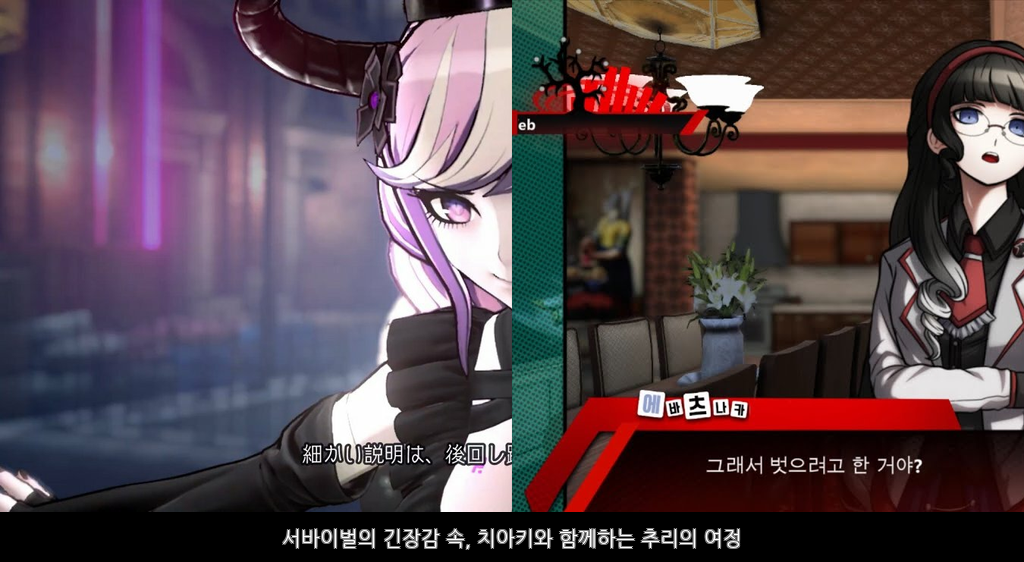 細かい説明は、後回し
eb
에바 츠나카
그래서 벗으려고 한 거야?
서바이벌의 긴장감 속, 치아키와 함께하는 추리의 여정